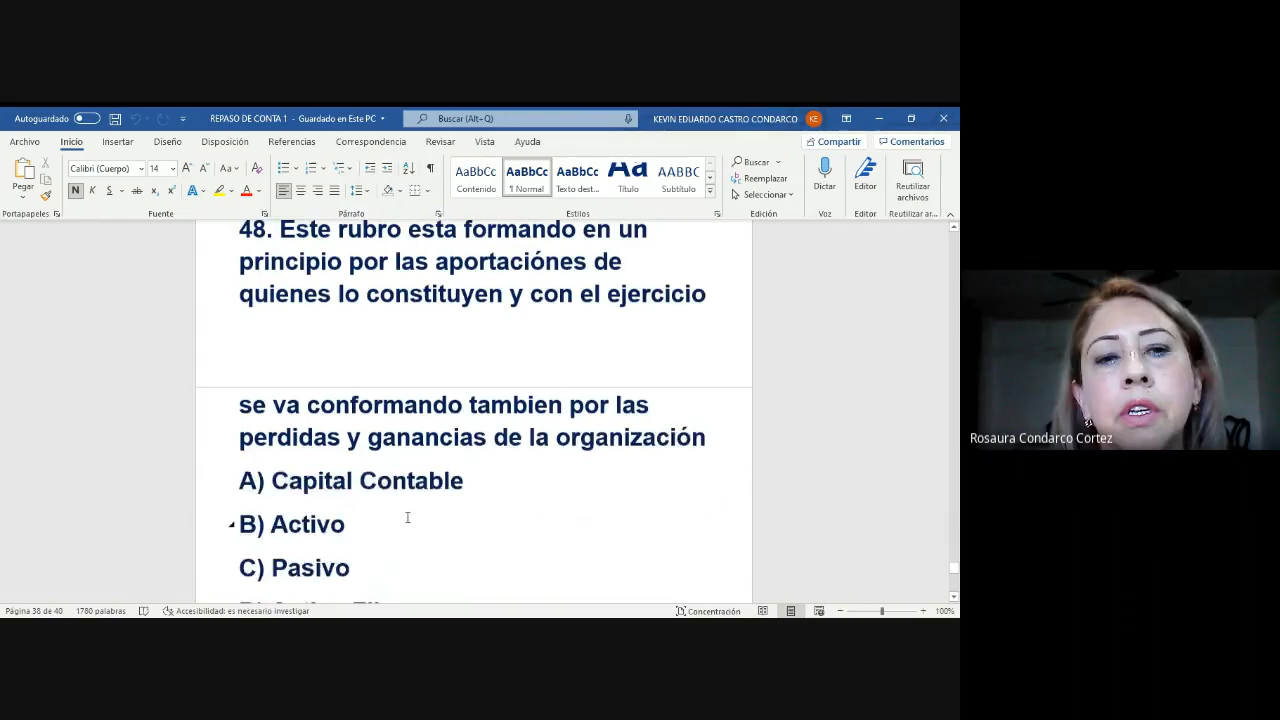 Autoguardado
REPASO DE CONTA 1 - Guardado en Este PC
Buscar (Alt+Q)
KEVIN EDUARDO CASTRO CONDARCO
KE
Archivo Inicio Insertar Diseño Disposición Referencias Correspondencia Revisar Vista Ayuda
Compartir Comentarios
Pegar
Calibri (Cuerpo) 14
AaBbCc AaBbCc AaBbCc Aa AABBC
Contenido ¶ Normal Texto dest... Título Subtítulo
Buscar
Reemplazar
Seleccionar
Dictar
Editor
Reutilizar
archivos
Portapapeles Fuente Párrafo Estilos Edición Voz Editor Reutilizar ar...
48. Este rubro esta formando en un
principio por las aportaciónes de
quienes lo constituyen y con el ejercicio
se va conformando tambien por las
perdidas y ganancias de la organización
A) Capital Contable
B) Activo
C) Pasivo
Página 38 de 40 1780 palabras Accesibilidad: es necesario investigar Concentración 100%
Rosaura Condarco Cortez